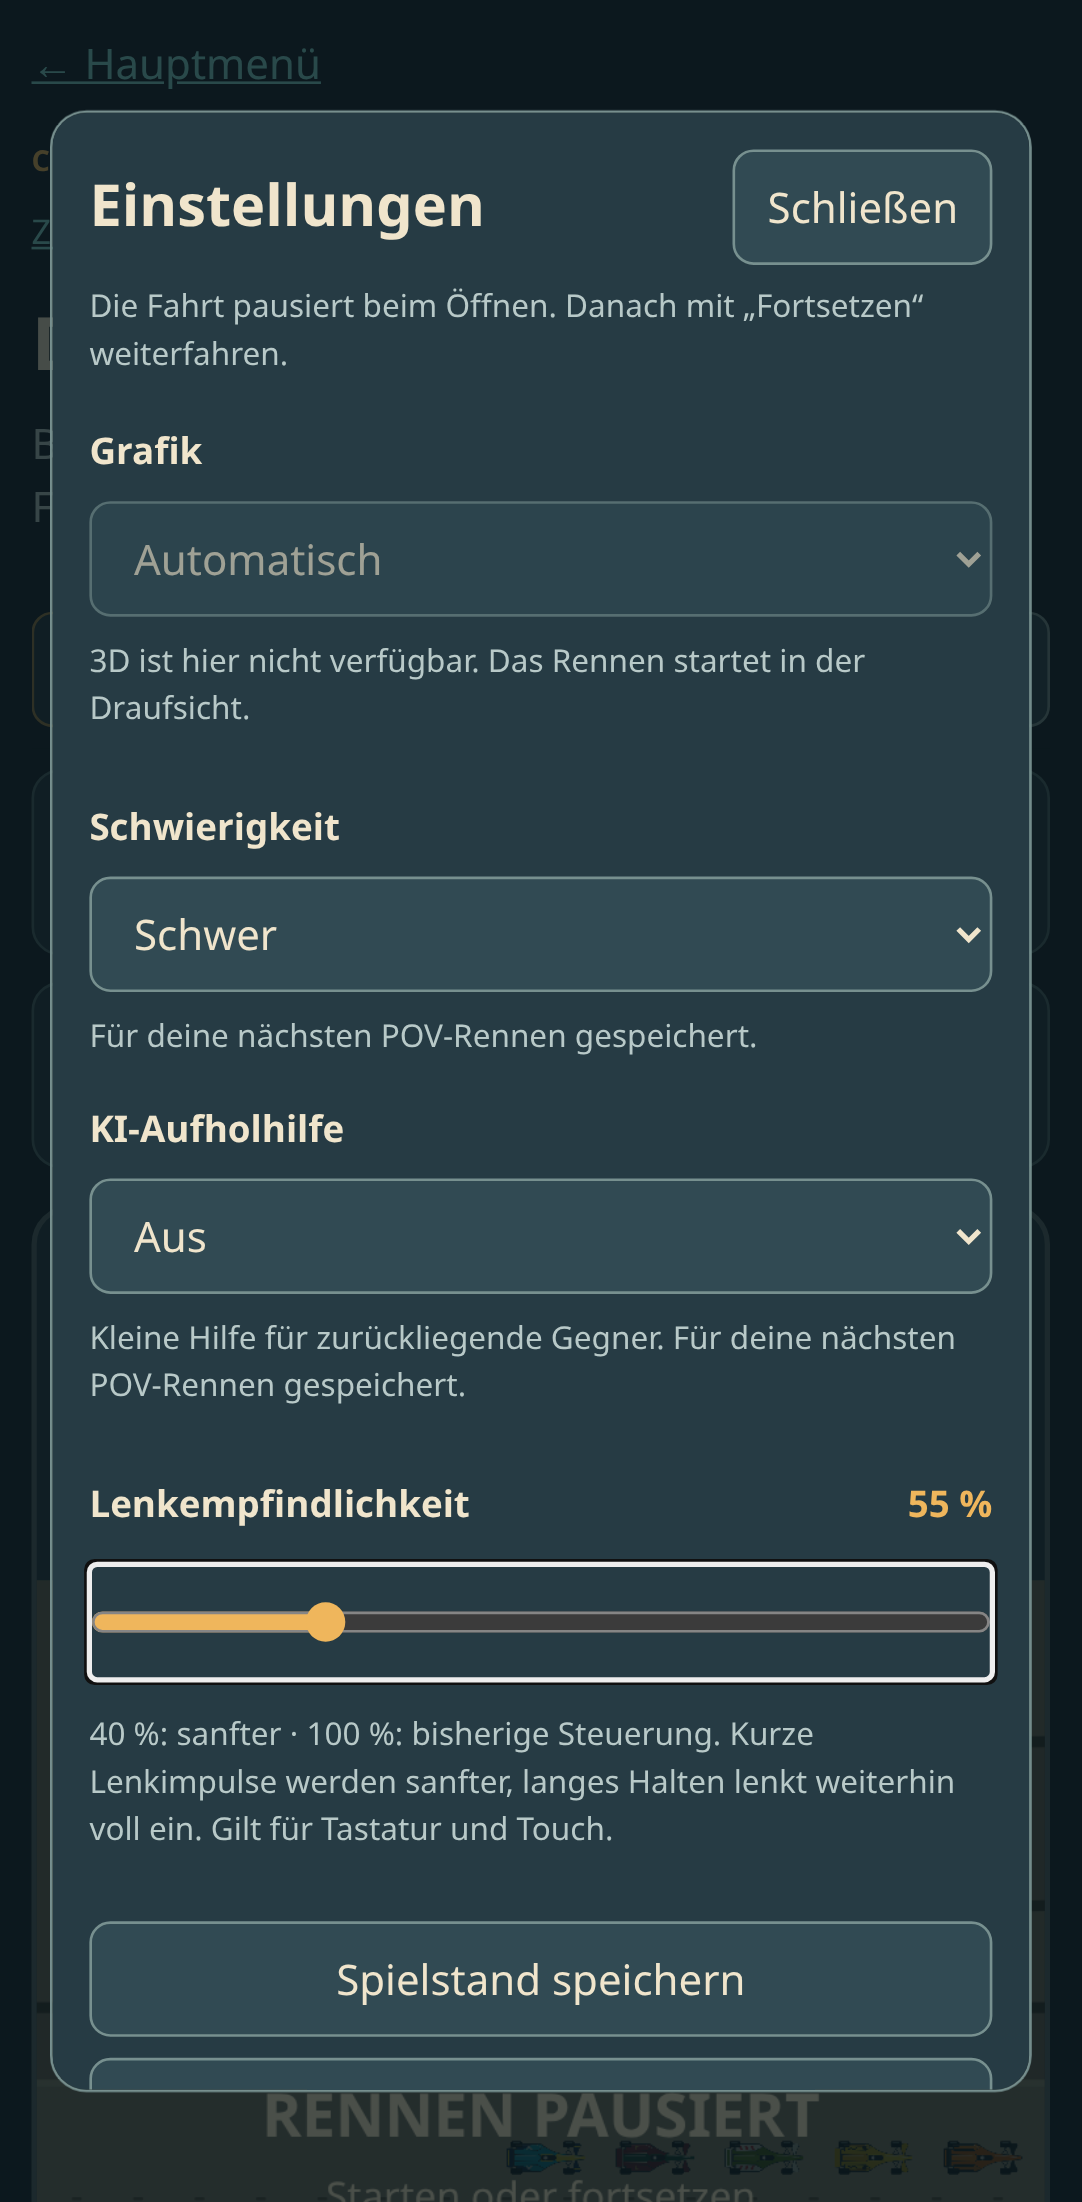 ← Hauptmenü
Einstellungen
Schließen
Die Fahrt pausiert beim Öffnen. Danach mit „Fortsetzen“
weiterfahren.
Grafik
Automatisch
3D ist hier nicht verfügbar. Das Rennen startet in der
Draufsicht.
Schwierigkeit
Schwer
Für deine nächsten POV-Rennen gespeichert.
KI-Aufholhilfe
Aus
Kleine Hilfe für zurückliegende Gegner. Für deine nächsten
POV-Rennen gespeichert.
Lenkempfindlichkeit
55 %
40 %: sanfter · 100 %: bisherige Steuerung. Kurze
Lenkimpulse werden sanfter, langes Halten lenkt weiterhin
voll ein. Gilt für Tastatur und Touch.
Spielstand speichern
RENNEN PAUSIERT
Starten oder fortsetzen